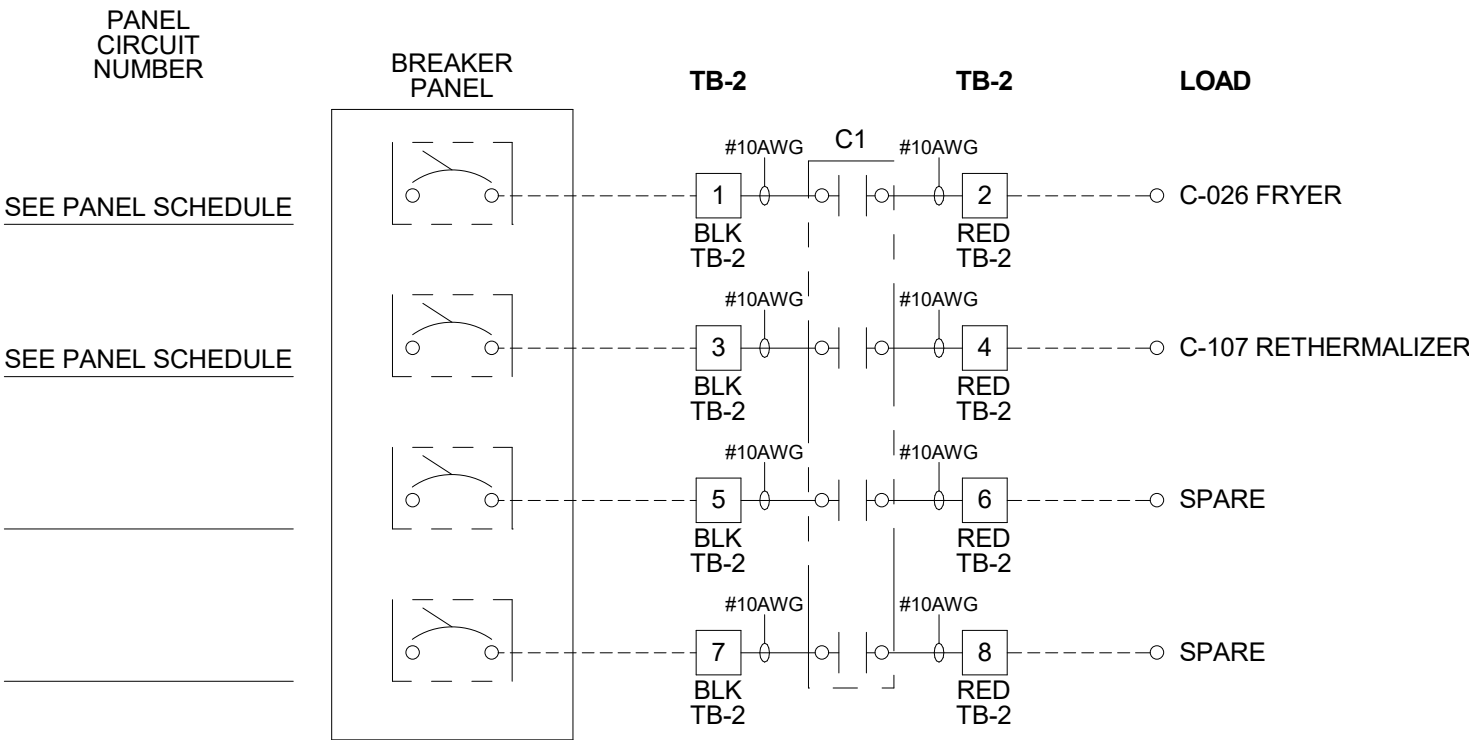 PANEL
CIRCUIT
NUMBER
BREAKER
PANEL
TB-2
TB-2
LOAD
C1
#10AWG
#10AWG
SEE PANEL SCHEDULE
1
2
C-026 FRYER
BLK
TB-2
RED
TB-2
#10AWG
#10AWG
SEE PANEL SCHEDULE
3
4
C-107 RETHERMALIZER
BLK
TB-2
RED
TB-2
#10AWG
#10AWG
5
6
SPARE
BLK
TB-2
RED
TB-2
#10AWG
#10AWG
7
8
SPARE
BLK
TB-2
RED
TB-2